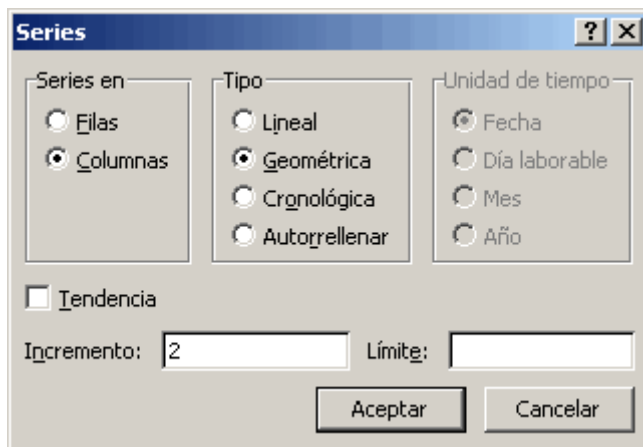 Series
Series en
Filas
Columnas
Tipo
Lineal
Geométrica
Cronológica
Autorrellenar
Unidad de tiempo
Fecha
Día laborable
Mes
Año
Tendencia
Incremento: 2 Límite:
Aceptar Cancelar